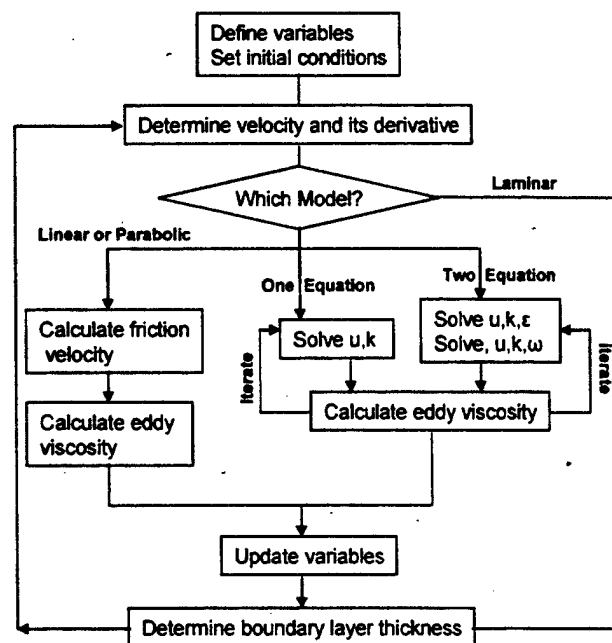 Define variables
Set initial conditions
Determine velocity and its derivative
Which Model?
Laminar
Linear or Parabolic
One Equation
Two Equation
Calculate friction
velocity
Solve u,k
Solve u,k,ε
Solve, u,k,ω
Iterate
Iterate
Calculate eddy
viscosity
Calculate eddy viscosity
Update variables
Determine boundary layer thickness